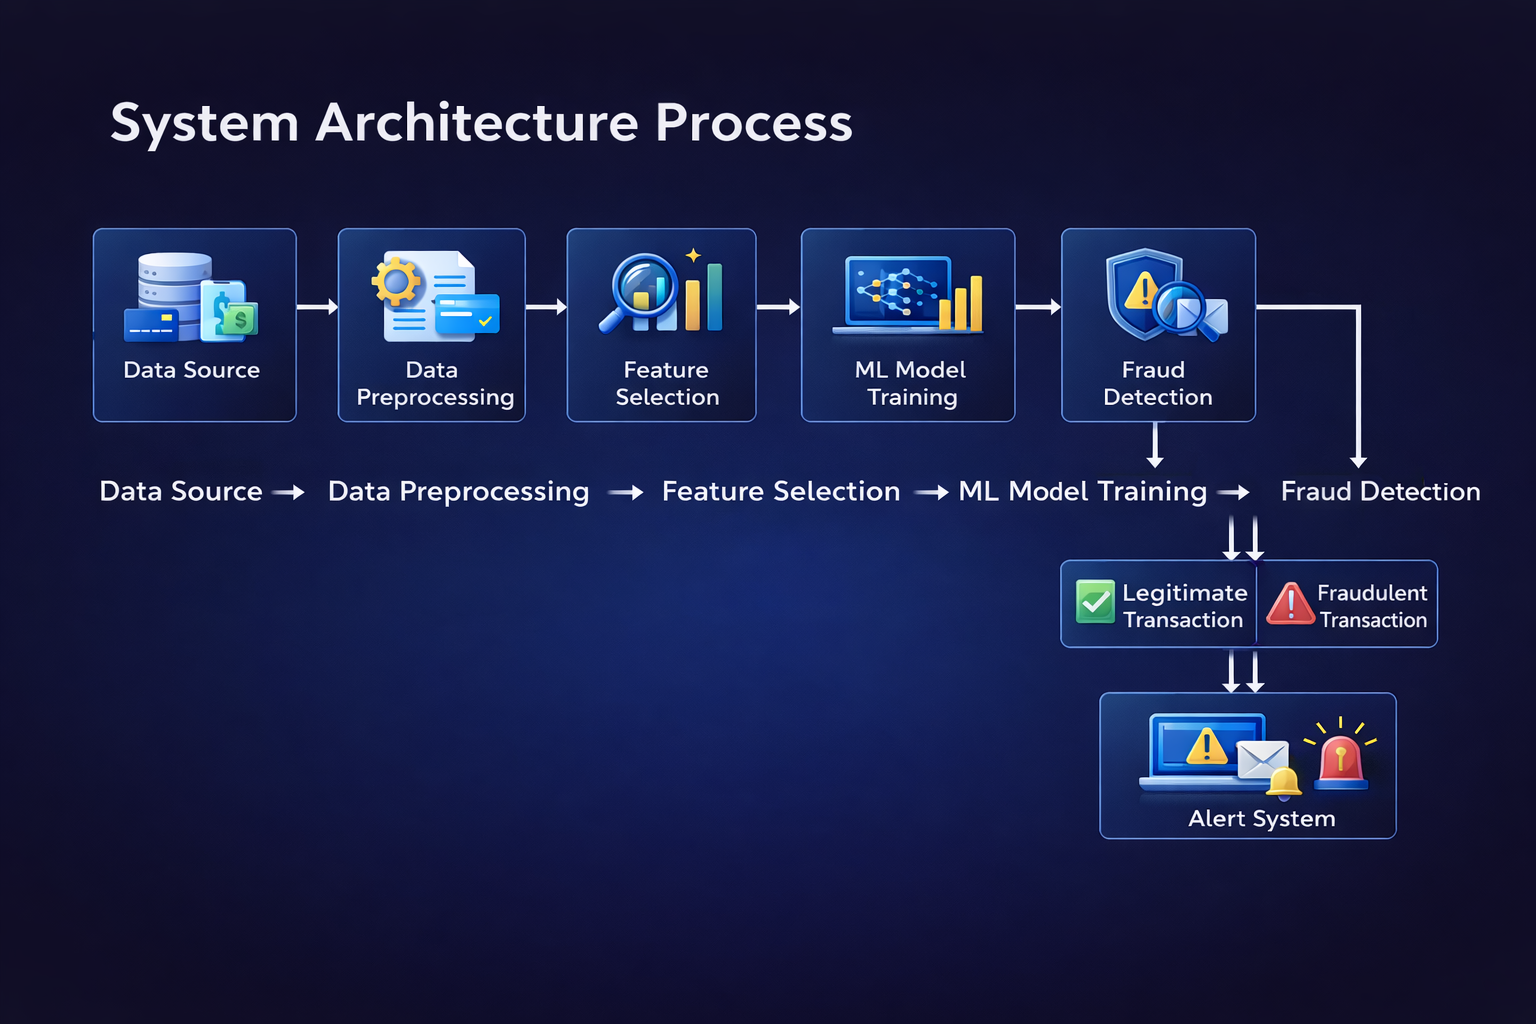 System Architecture Process
Data Source
Data
Preprocessing
Feature
Selection
ML Model
Training
Fraud
Detection
Data Source → Data Preprocessing → Feature Selection → ML Model Training → Fraud Detection
Legitimate
Transaction
Fraudulent
Transaction
Alert System